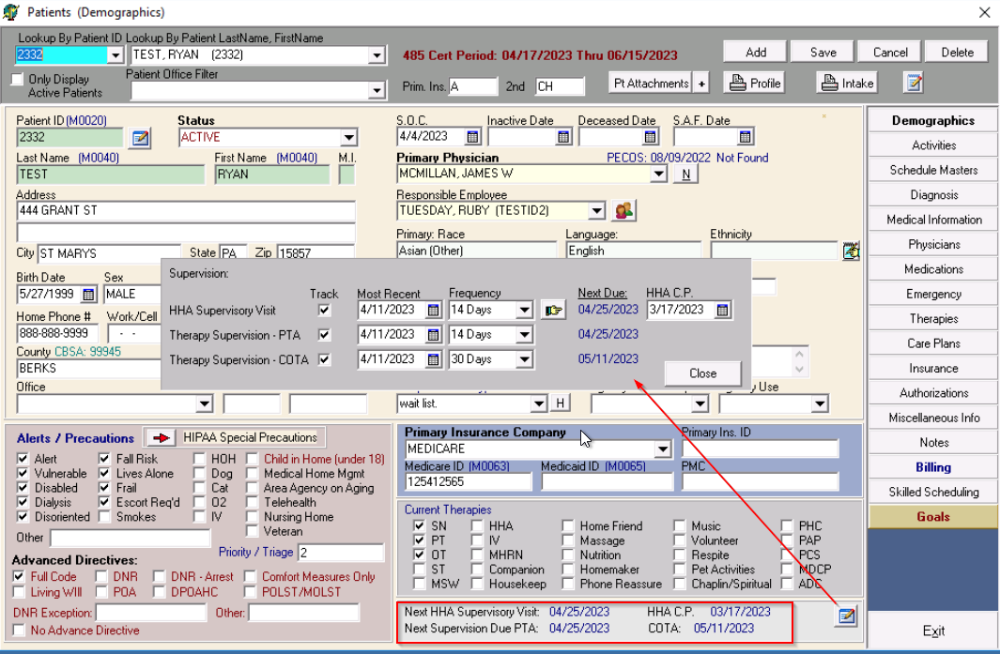 Patients (Demographics)
Lookup By Patient ID Lookup By Patient LastName, FirstName
2332 TEST, RYAN (2332)
Only Display Active Patients
Patient Office Filter
485 Cert Period: 04/17/2023 Thru 06/15/2023
Prim. Ins. A 2nd CH
Add Save Cancel Delete
Pt Attachments + Profile Intake
Patient ID (M0020) Status S.O.C. Inactive Date Deceased Date S.A.F. Date
2332 ACTIVE 4/4/2023
Last Name (M0040) First Name (M0040) M.I. Primary Physician PECOS: 08/09/2022 Not Found
TEST RYAN MCMILLAN, JAMES W N
Address Responsible Employee
444 GRANT ST TUESDAY, RUBY (TESTID2)
Primary: Race Language: Ethnicity
City ST MARYS State PA Zip 15857 Asian (Other) English
Birth Date Sex
5/27/1999 MALE
Home Phone # Work/Cell
888-888-9999 - -
County CBSA: 99945
BERKS
Office
wait list. H
Use
Supervision:
Track Most Recent Frequency Next Due: HHA C.P.
HHA Supervisory Visit 4/11/2023 14 Days 04/25/2023 3/17/2023
Therapy Supervision - PTA 4/11/2023 14 Days 04/25/2023
Therapy Supervision - COTA 4/11/2023 30 Days 05/11/2023
Close
Alerts / Precautions HIPAA Special Precautions
Alert Fall Risk HOH Child in Home (under 18)
Vulnerable Lives Alone Dog Medical Home Mgmt
Disabled Frail Cat Area Agency on Aging
Dialysis Escort Req'd O2 Telehealth
Disoriented Smokes IV Nursing Home
Veteran
Other
Priority / Triage 2
Advanced Directives:
Full Code DNR DNR - Arrest Comfort Measures Only
Living WIll POA DPOAHC POLST/MOLST
DNR Exception: Other:
No Advance Directive
Primary Insurance Company Primary Ins. ID
MEDICARE
Medicare ID (M0063) Medicaid ID (M0065) PMC
125412565
Current Therapies
SN HHA Home Friend Music PHC
PT IV Massage Volunteer PAP
OT MHRN Nutrition Respite PCS
ST Companion Homemaker Pet Activities MDCP
MSW Housekeep Phone Reassure Chaplin/Spiritual ADC
Next HHA Supervisory Visit: 04/25/2023 HHA C.P. 03/17/2023
Next Supervision Due PTA: 04/25/2023 COTA: 05/11/2023
Demographics
Activities
Schedule Masters
Diagnosis
Medical Information
Physicians
Medications
Emergency
Therapies
Care Plans
Insurance
Authorizations
Miscellaneous Info
Notes
Billing
Skilled Scheduling
Goals
Exit